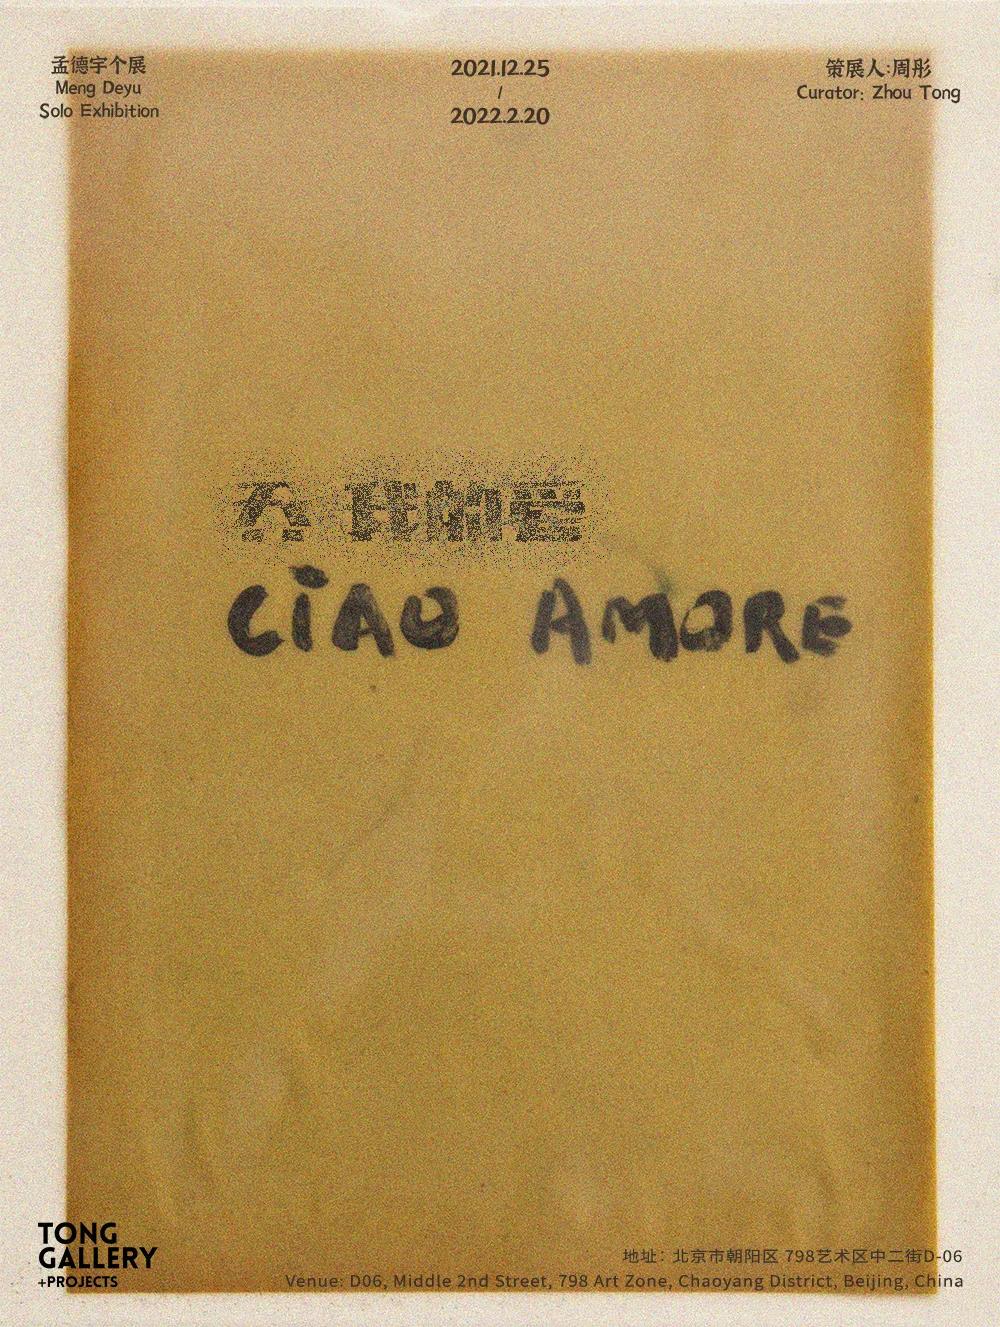 孟德宇个展
Meng Deyu
Solo Exhibition
2021.12.25
/
2022.2.20
策展人:周彤
Curator: Zhou Tong
我的爱
CIAO AMORE
TONG
GALLERY
+PROJECTS
地址：北京市朝阳区 798艺术区中二街D-06
Venue: D06, Middle 2nd Street, 798 Art Zone, Chaoyang District, Beijing, China